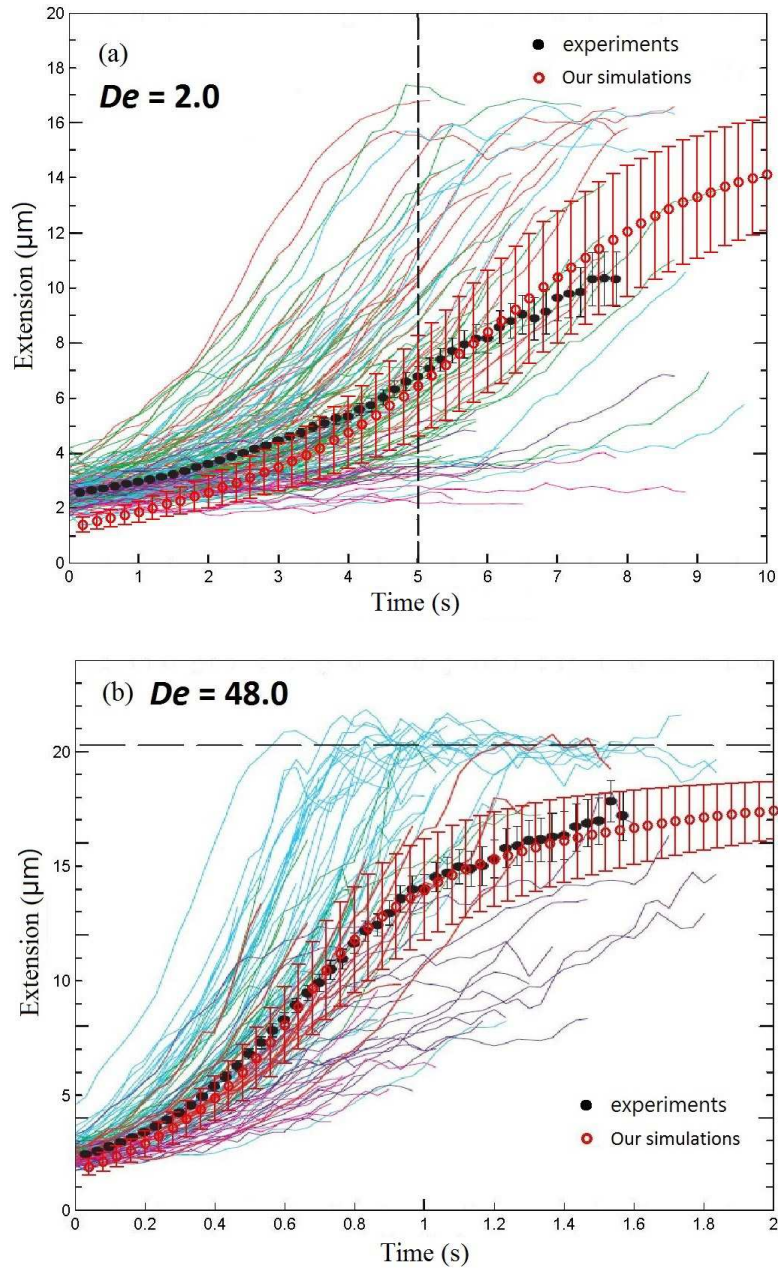 (a)
De = 2.0
experiments
Our simulations
20
18
16
14
12
10
8
6
4
2
0
Extension (μm)
0 1 2 3 4 5 6 7 8 9 10
Time (s)
(b) De = 48.0
20
15
10
5
0
Extension (μm)
experiments
Our simulations
0 0.2 0.4 0.6 0.8 1 1.2 1.4 1.6 1.8 2
Time (s)